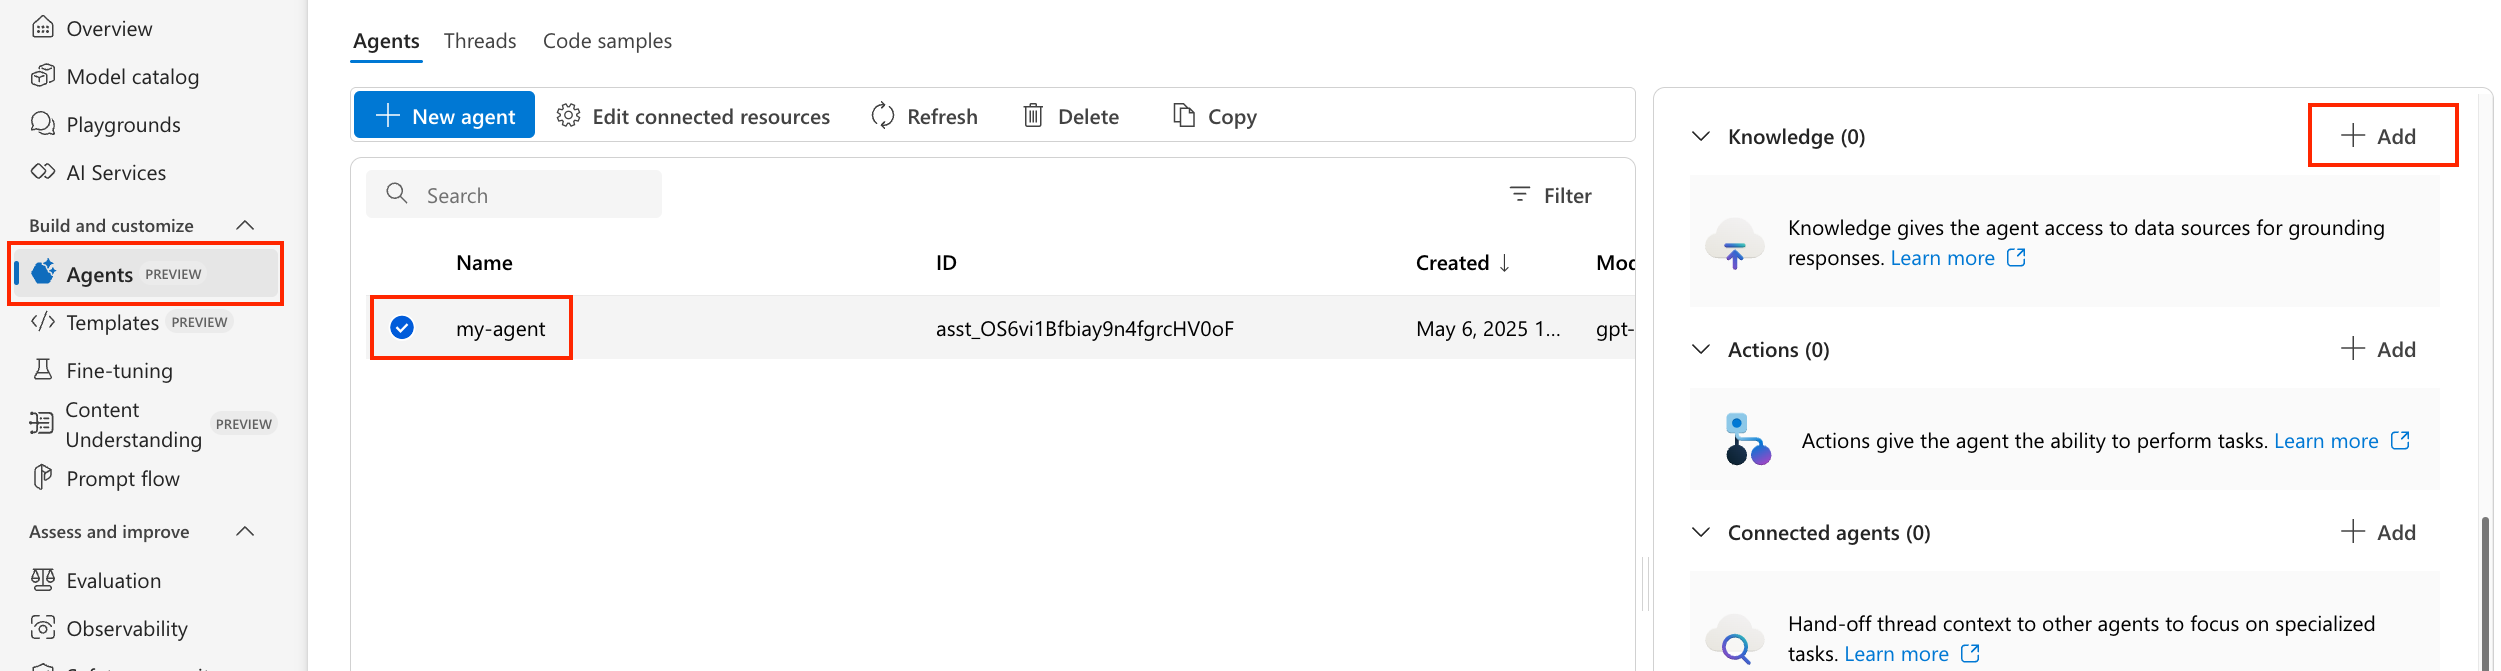 Overview
Model catalog
Playgrounds
AI Services
Build and customize
Agents PREVIEW
Templates PREVIEW
Fine-tuning
Content
Understanding
PREVIEW
Prompt flow
Assess and improve
Evaluation
Observability
Agents Threads Code samples
New agent Edit connected resources Refresh Delete Copy
Search
Filter
Name ID Created ↓
my-agent asst_OS6vi1Bfbiay9n4fgrcHV0oF May 6, 2025 1... gpt-
Knowledge (0) + Add
Knowledge gives the agent access to data sources for grounding
responses. Learn more
Actions (0) + Add
Actions give the agent the ability to perform tasks. Learn more
Connected agents (0) + Add
Hand-off thread context to other agents to focus on specialized
tasks. Learn more